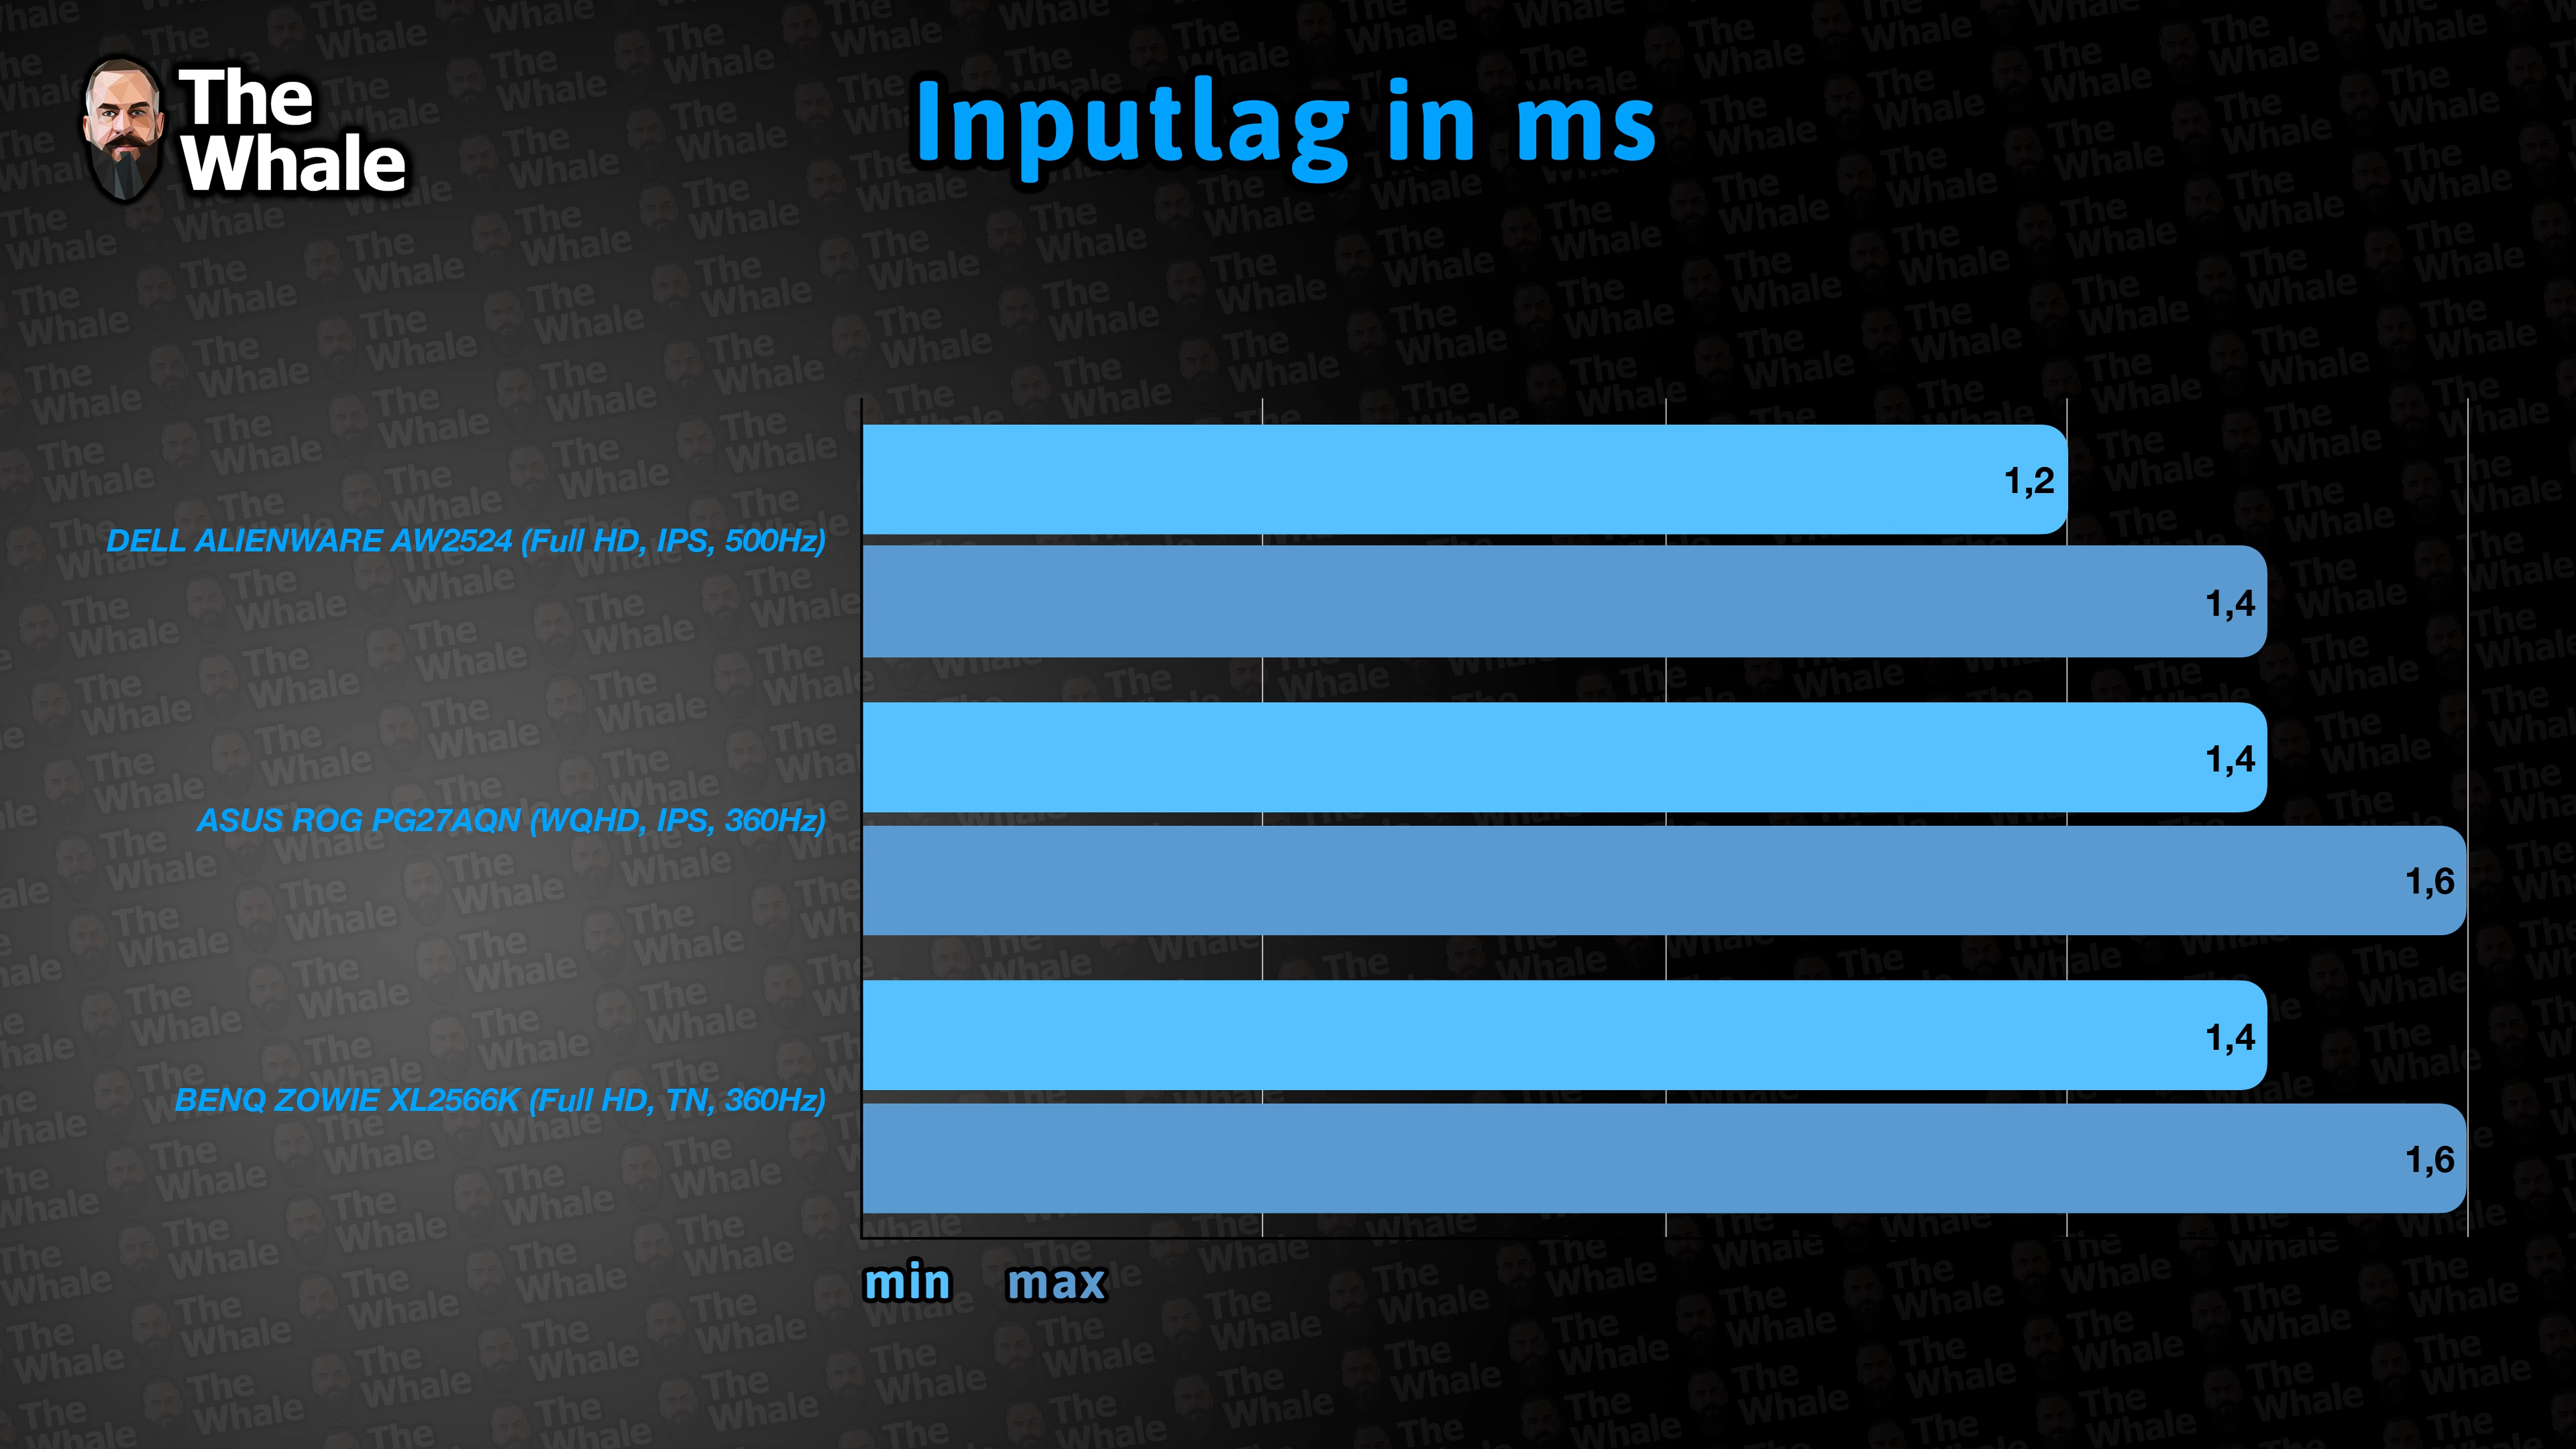 The
Whale
Inputlag in ms
DELL ALIENWARE AW2524 (Full HD, IPS, 500Hz)
1,2
1,4
ASUS ROG PG27AQN (WQHD, IPS, 360Hz)
1,4
1,6
BENQ ZOWIE XL2566K (Full HD, TN, 360Hz)
1,4
1,6
min max